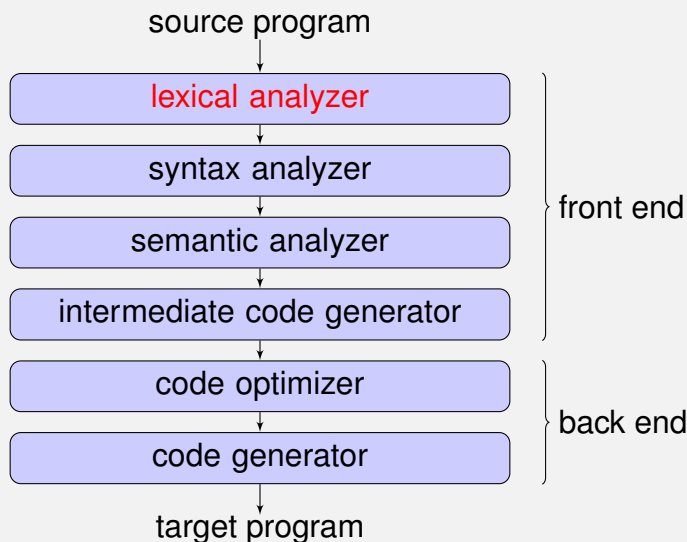 source program
lexical analyzer
syntax analyzer
semantic analyzer
intermediate code generator
front end
code optimizer
code generator
back end
target program